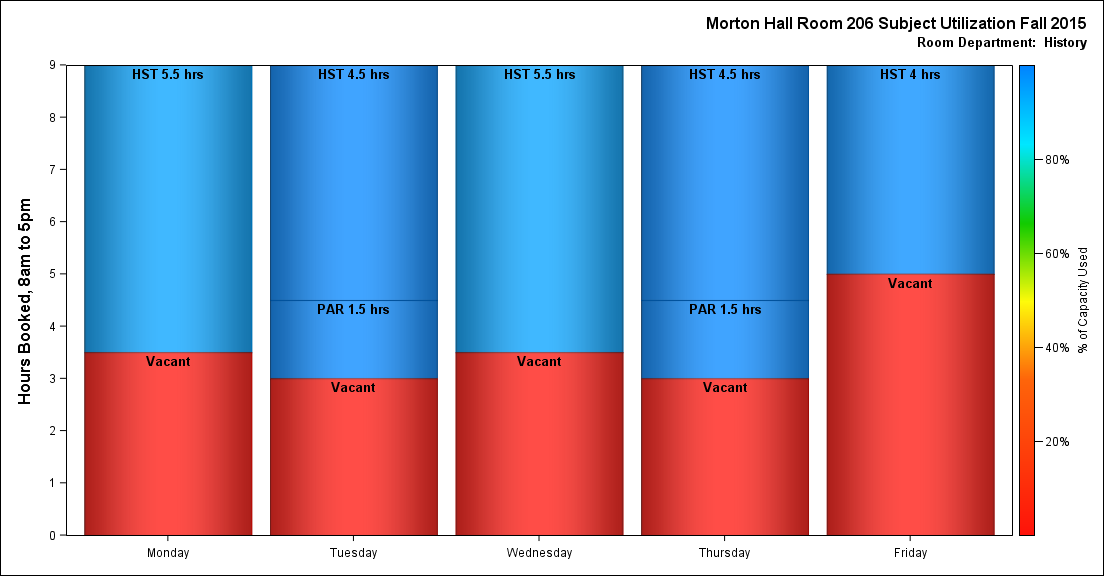 Morton Hall Room 206 Subject Utilization Fall 2015
Room Department:  History
Hours Booked, 8am to 5pm
9
8
7
6
5
4
3
2
1
0
HST 5.5 hrs
Vacant
HST 4.5 hrs
PAR 1.5 hrs
Vacant
HST 5.5 hrs
Vacant
HST 4.5 hrs
PAR 1.5 hrs
Vacant
HST 4 hrs
Vacant
Monday
Tuesday
Wednesday
Thursday
Friday
80%
60%
40%
20%
% of Capacity Used